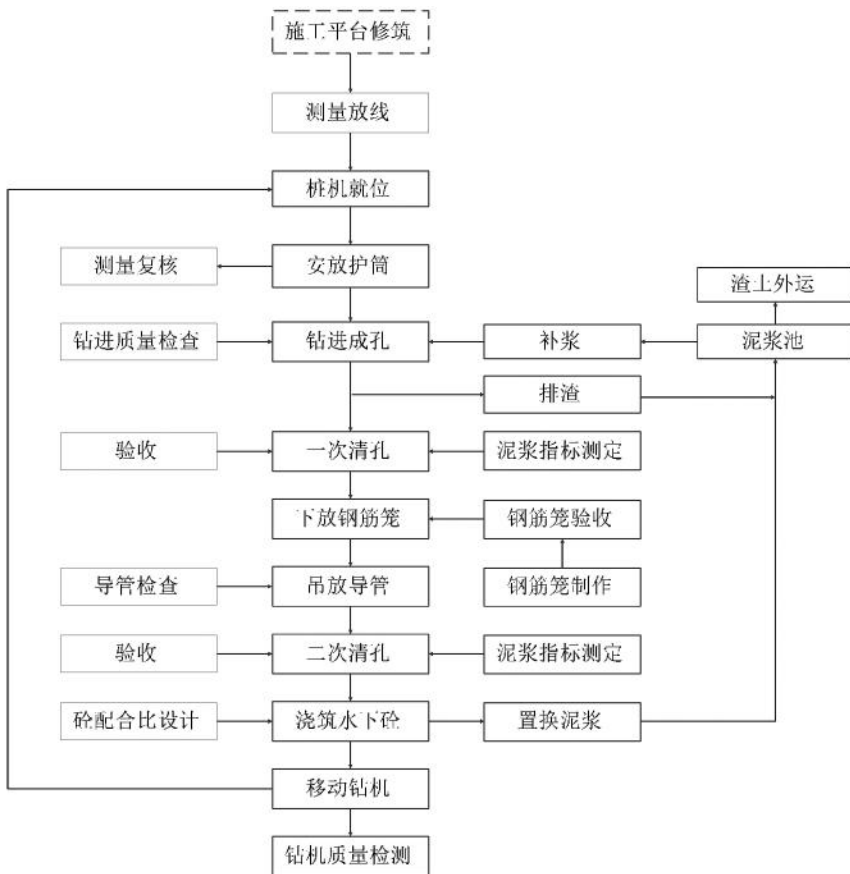 施工平台修筑
测量放线
桩机就位
测量复核
安放护筒
渣土外运
钻进质量检查
钻进成孔
补浆
泥浆池
排渣
验收
一次清孔
泥浆指标测定
下放钢筋笼
钢筋笼验收
导管检查
吊放导管
钢筋笼制作
验收
二次清孔
泥浆指标测定
砼配合比设计
浇筑水下砼
置换泥浆
移动钻机
钻机质量检测